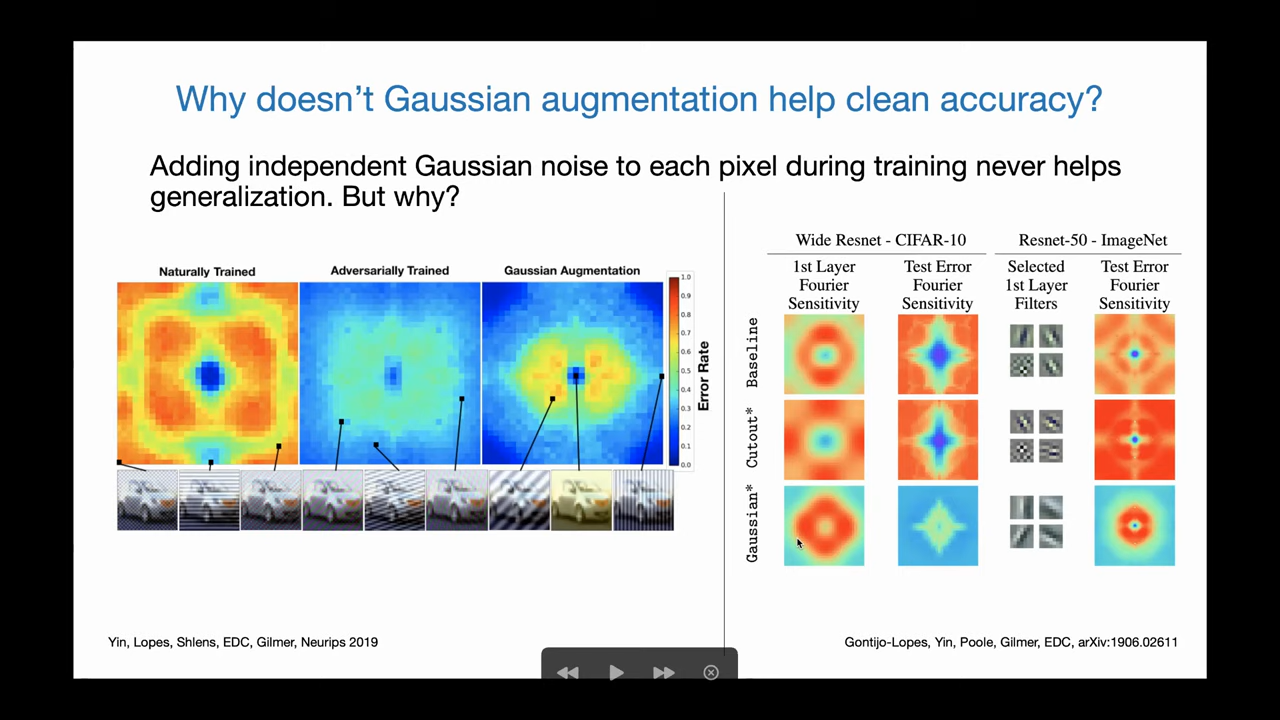 Why doesn't Gaussian augmentation help clean accuracy?
Adding independent Gaussian noise to each pixel during training never helps
generalization. But why?
Naturally Trained
Adversarially Trained
Gaussian Augmentation
1.0
0.9
0.8
0.7
0.6
0.5
0.4
0.3
0.2
0.1
0.0
Error Rate
Yin, Lopes, Shlens, EDC, Gilmer, Neurips 2019
Wide Resnet - CIFAR-10
Resnet-50 - ImageNet
1st Layer
Fourier
Sensitivity
Test Error
Fourier
Sensitivity
Selected
1st Layer
Filters
Test Error
Fourier
Sensitivity
Baseline
Cutout*
Gaussian*
Gontijo-Lopes, Yin, Poole, Gilmer, EDC, arXiv:1906.02611